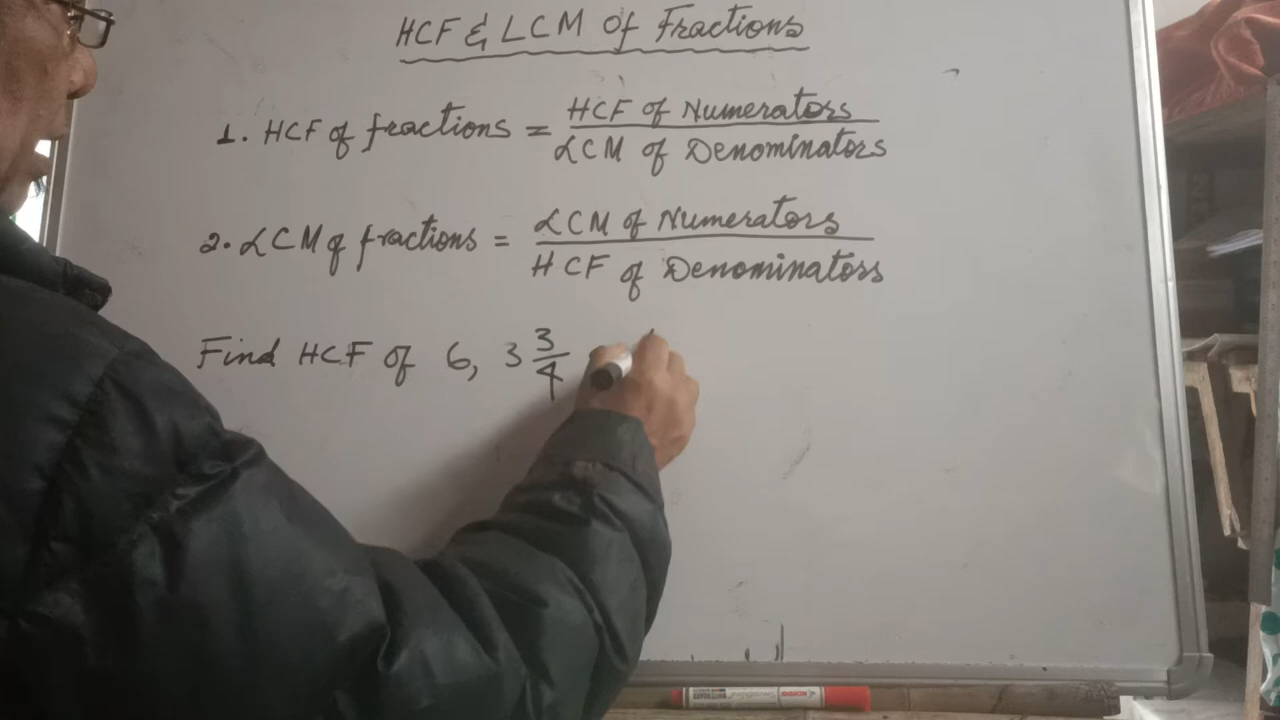 HCF & LCM of Fractions
1. HCF of fractions = HCF of Numerators / LCM of Denominators
2. LCM of fractions = LCM of Numerators / HCF of Denominators
Find HCF of 6, 3 3/4